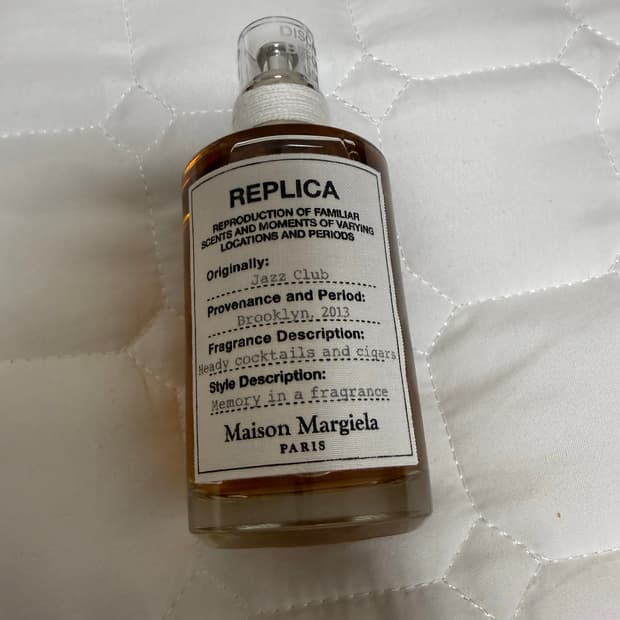 REPLICA
REPRODUCTION OF FAMILIAR
SCENTS AND MOMENTS OF VARYING
LOCATIONS AND PERIODS
Originally:
Jazz Club
Provenance and Period:
Brooklyn, 2013
Fragrance Description:
Heady cocktails and cigars
Style Description:
Memory in a fragrance
Maison Margiela
PARIS